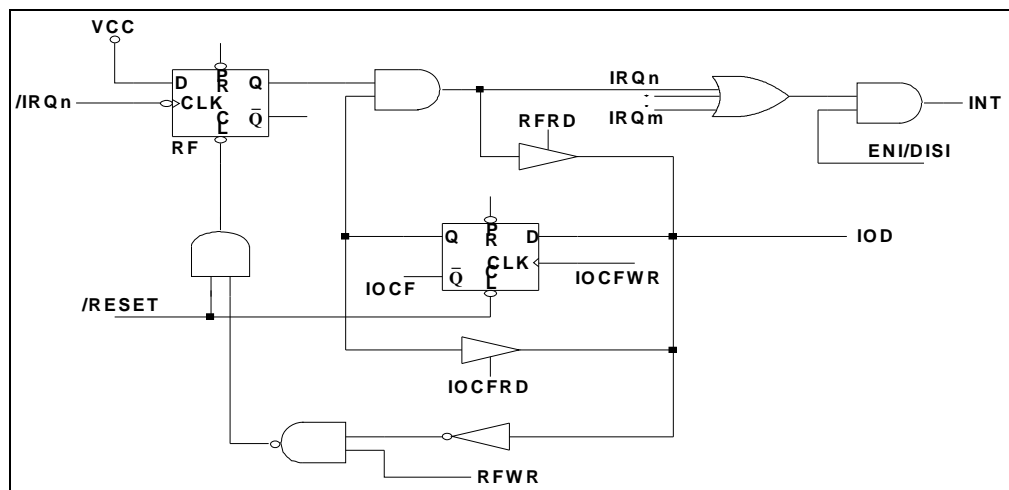 VCC
D PR Q
/IRQn
CLK
CL Q
RF
IRQn
IRQm
INT
RFRD
ENI/DISI
Q PR D
IOD
CLK
Q CL
IOCF
IOCFWR
/RESET
IOCFRD
RFWR